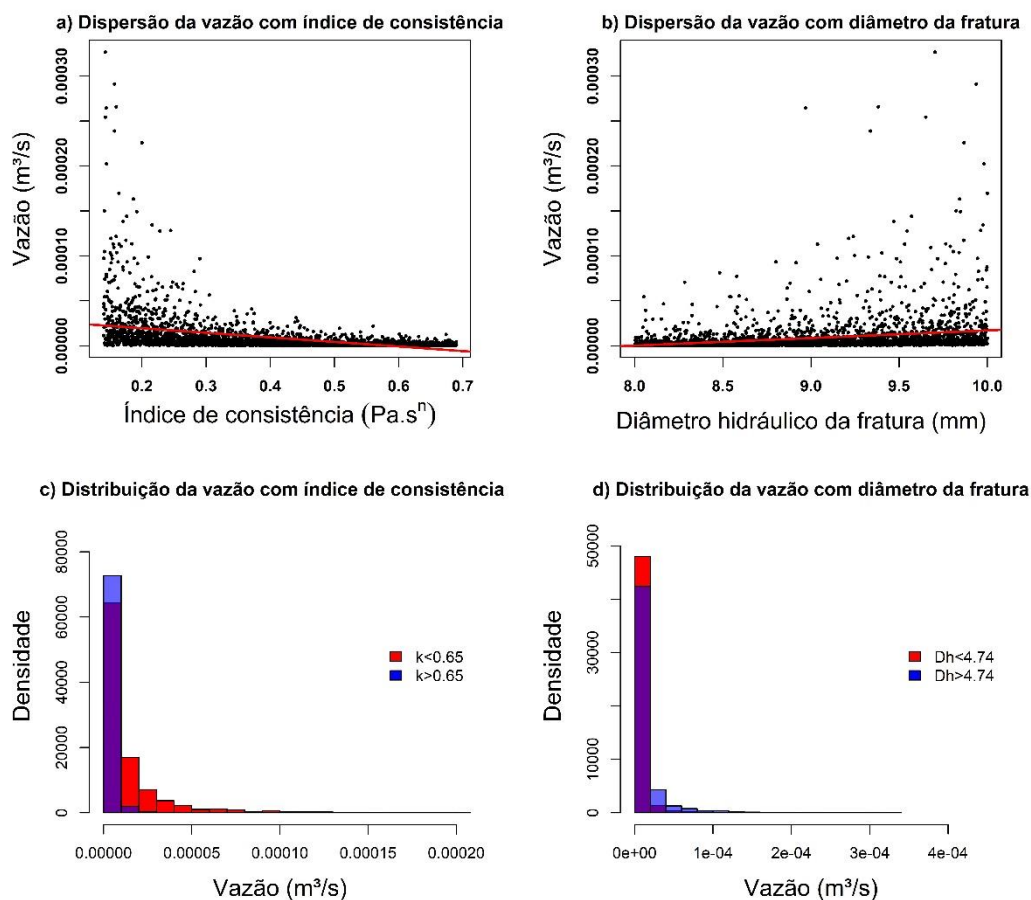 a) Dispersão da vazão com índice de consistência
Vazão (m³/s)
0.00000 0.00010 0.00020 0.00030
0.2 0.3 0.4 0.5 0.6 0.7
Índice de consistência (Pa.sⁿ)
b) Dispersão da vazão com diâmetro da fratura
Vazão (m³/s)
0.00000 0.00010 0.00020 0.00030
8.0 8.5 9.0 9.5 10.0
Diâmetro hidráulico da fratura (mm)
c) Distribuição da vazão com índice de consistência
Densidade
0 20000 40000 60000 80000
k<0.65
k>0.65
0.00000 0.00005 0.00010 0.00015 0.00020
Vazão (m³/s)
d) Distribuição da vazão com diâmetro da fratura
Densidade
0 10000 30000 50000
Dh<4.74
Dh>4.74
0e+00 1e-04 2e-04 3e-04 4e-04
Vazão (m³/s)